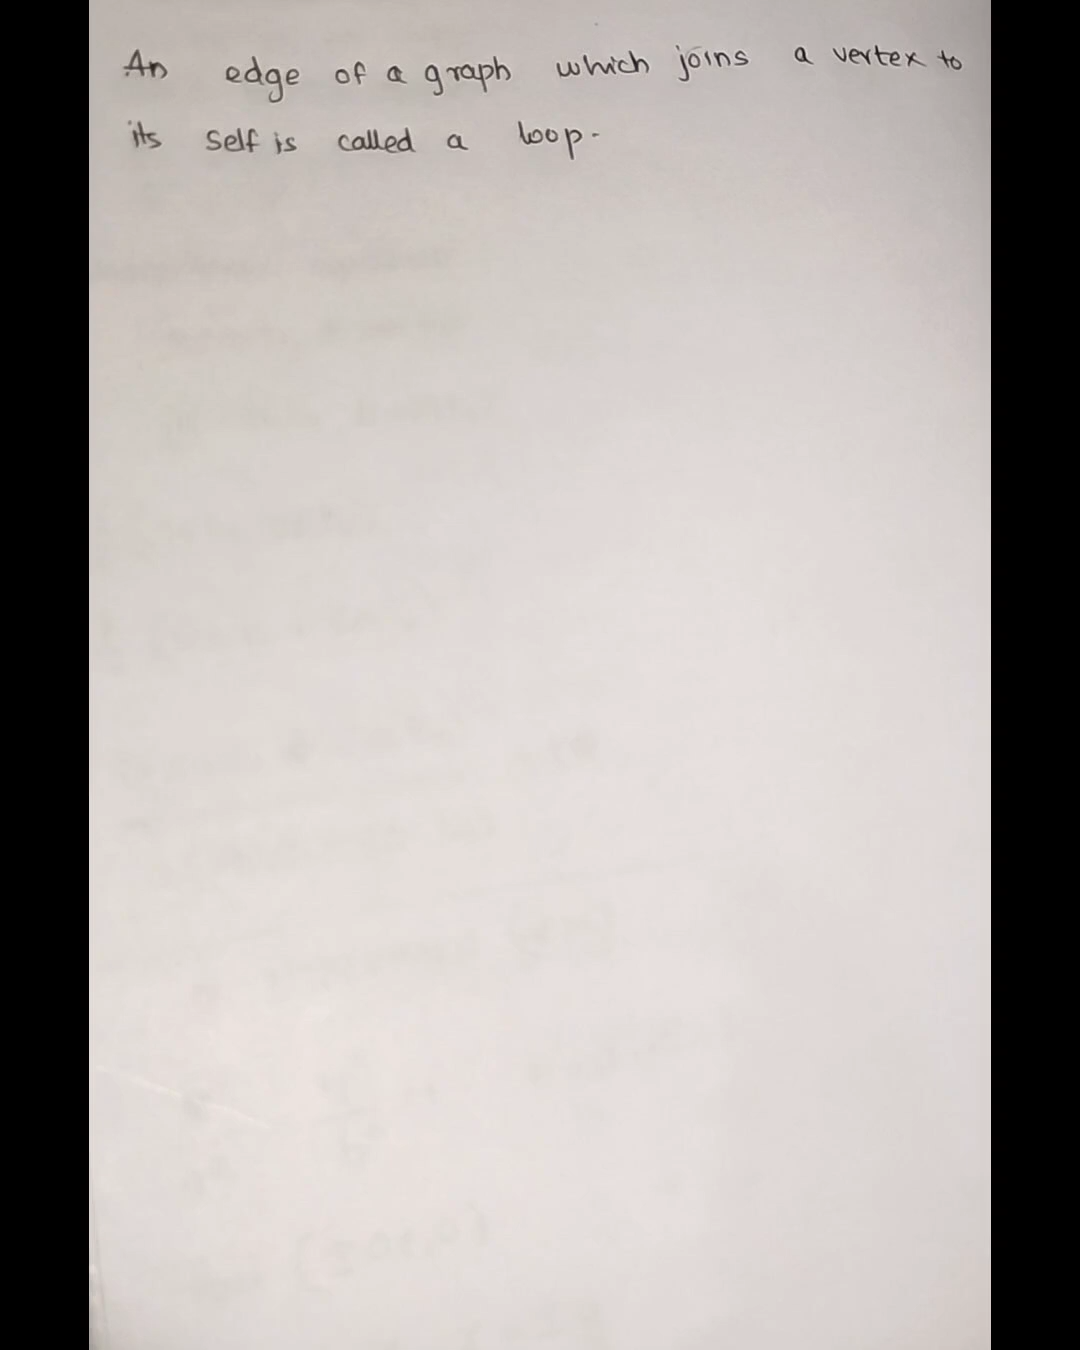 An edge of a graph which joins a vertex to
its self is called a loop.